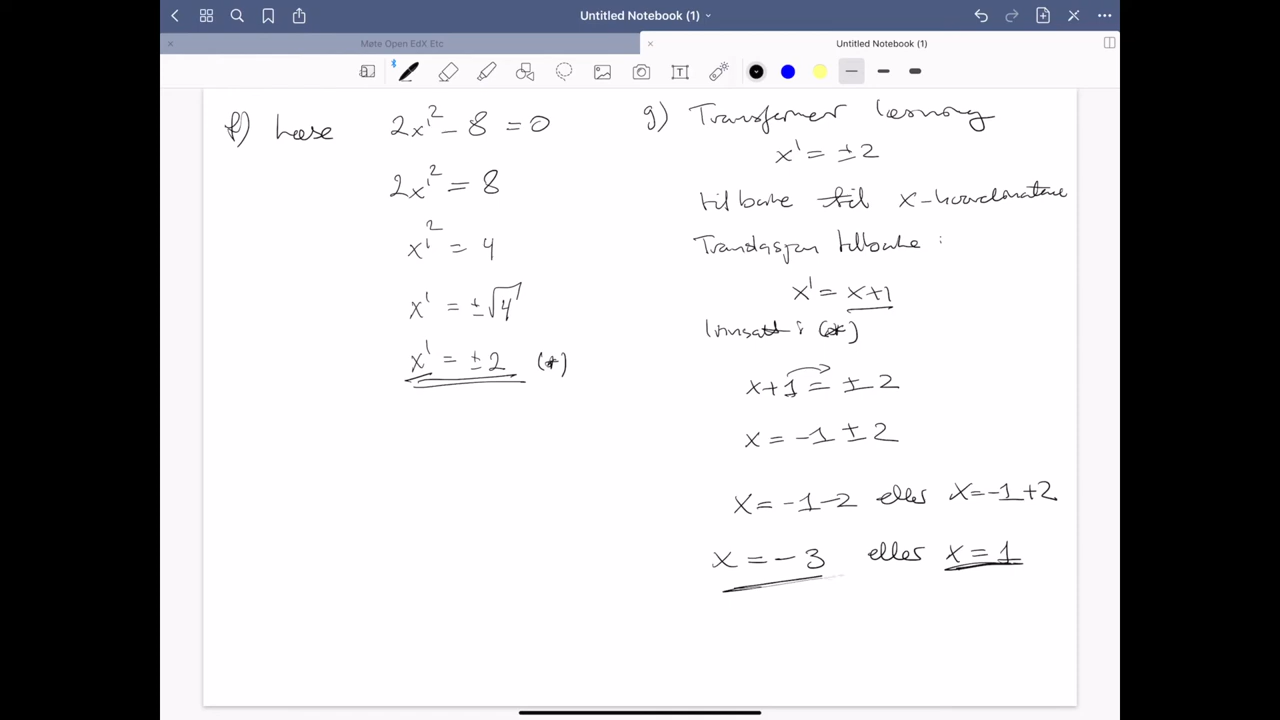 Untitled Notebook (1)
Møte Open EdX Etc
Untitled Notebook (1)
f) Løse 2x'² - 8 = 0
2x'² = 8
x'² = 4
x' = ±√4
x' = ±2 (*)
g) Transformer løsning
x' = ±2
tilbake til x-koordinatene
Translasjon tilbake :
x' = x+1
Innsatt i (*)
x+1 = ±2
x = -1 ± 2
x = -1-2 eller x = -1+2
x = -3 eller x = 1